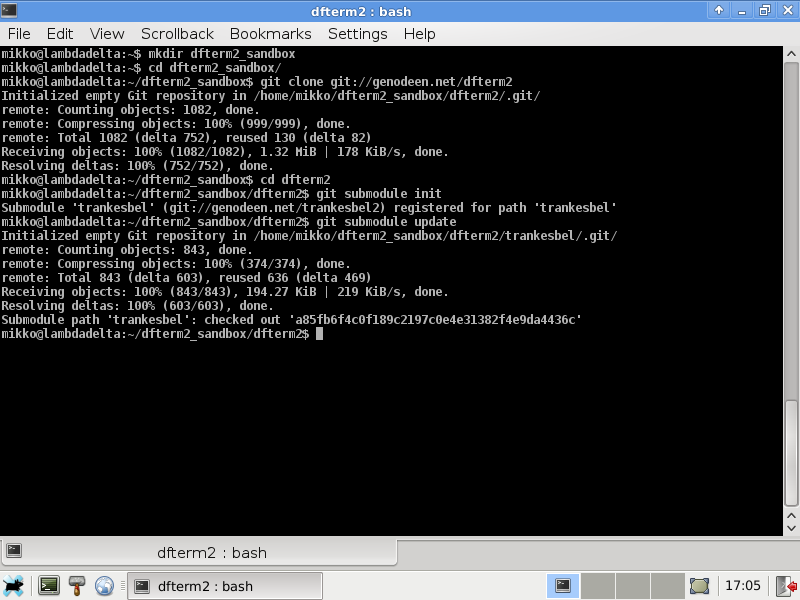 dfterm2 : bash
File Edit View Scrollback Bookmarks Settings Help
mikko@lambdadelta:~$ mkdir dfterm2_sandbox
mikko@lambdadelta:~$ cd dfterm2_sandbox/
mikko@lambdadelta:~/dfterm2_sandbox$ git clone git://genodeen.net/dfterm2
Initialized empty Git repository in /home/mikko/dfterm2_sandbox/dfterm2/.git/
remote: Counting objects: 1082, done.
remote: Compressing objects: 100% (999/999), done.
remote: Total 1082 (delta 752), reused 130 (delta 82)
Receiving objects: 100% (1082/1082), 1.32 MiB | 178 KiB/s, done.
Resolving deltas: 100% (752/752), done.
mikko@lambdadelta:~/dfterm2_sandbox$ cd dfterm2
mikko@lambdadelta:~/dfterm2_sandbox/dfterm2$ git submodule init
Submodule 'trankesbel' (git://genodeen.net/trankesbel2) registered for path 'trankesbel'
mikko@lambdadelta:~/dfterm2_sandbox/dfterm2$ git submodule update
Initialized empty Git repository in /home/mikko/dfterm2_sandbox/dfterm2/trankesbel/.git/
remote: Counting objects: 843, done.
remote: Compressing objects: 100% (374/374), done.
remote: Total 843 (delta 603), reused 636 (delta 469)
Receiving objects: 100% (843/843), 194.27 KiB | 219 KiB/s, done.
Resolving deltas: 100% (603/603), done.
Submodule path 'trankesbel': checked out 'a85fb6f4c0f189c2197c0e4e31382f4e9da4436c'
mikko@lambdadelta:~/dfterm2_sandbox/dfterm2$
dfterm2 : bash
dfterm2 : bash
17:05